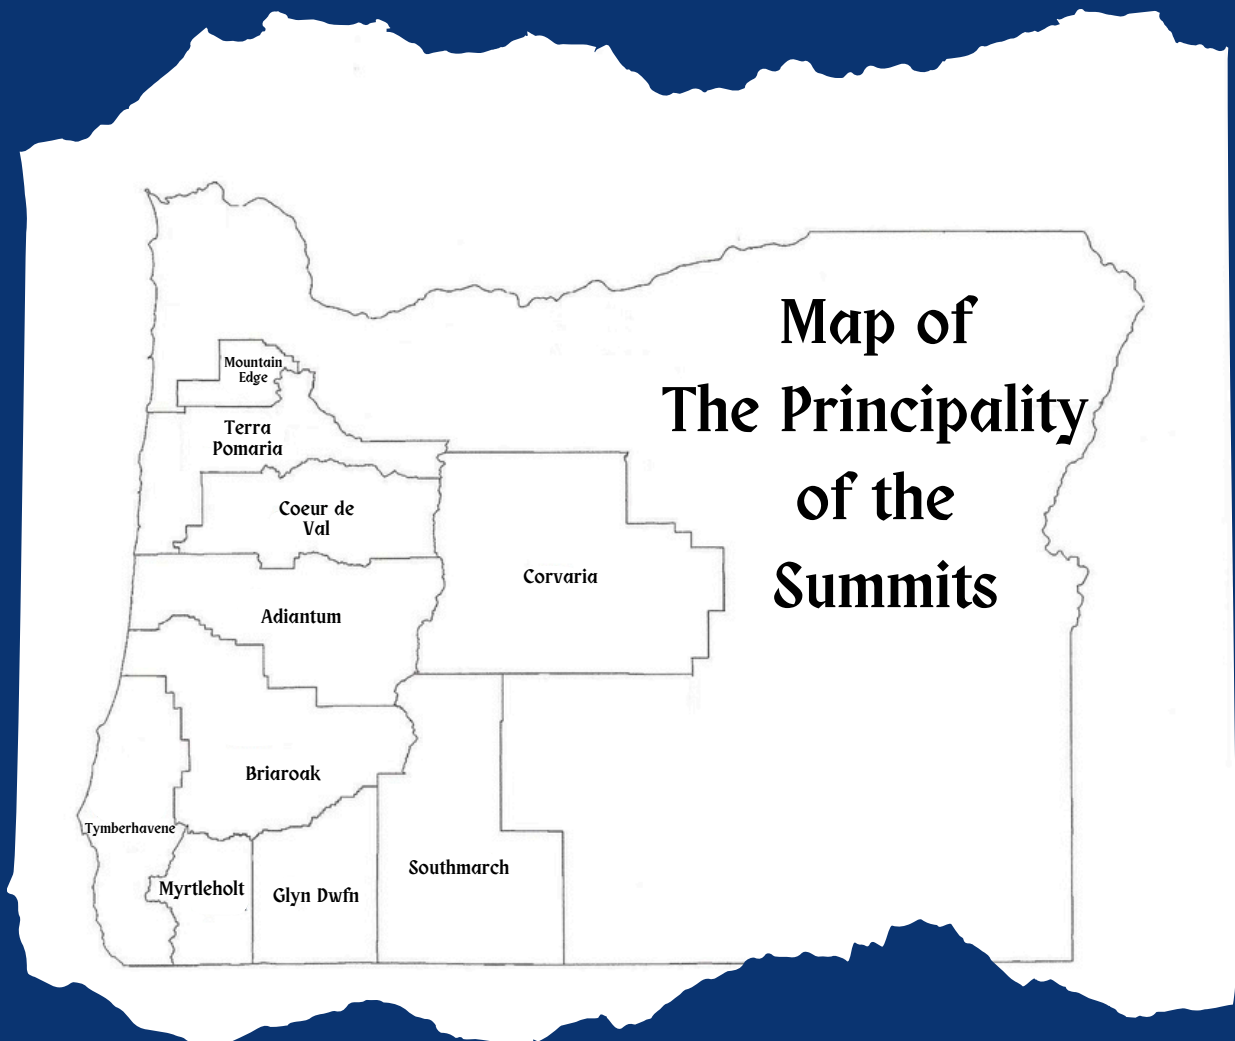 Map of
The Principality
of the
Summits
Mountain
Edge
Terra
Pomaria
Coeur de
Val
Corvaria
Adiantum
Briaroak
Tymberhavene
Myrtleholt
Glyn Dwfn
Southmarch